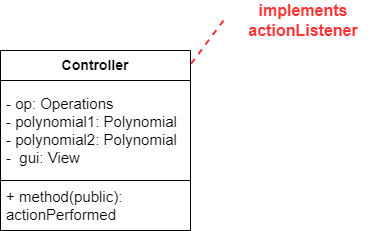 implements
actionListener
Controller
- op: Operations
- polynomial1: Polynomial
- polynomial2: Polynomial
- gui: View
+ method(public):
actionPerformed